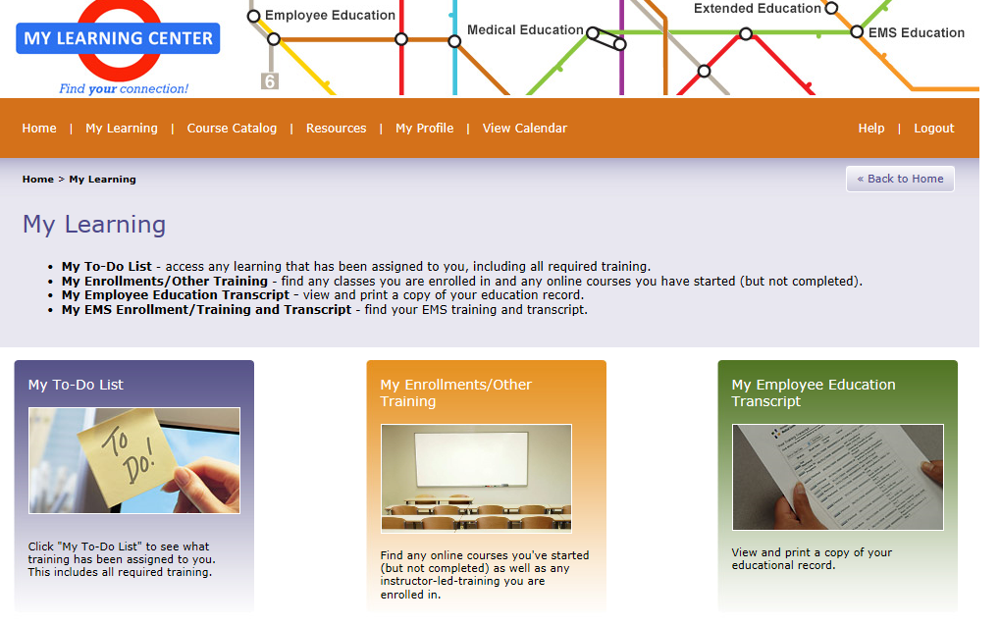 Employee Education
Medical Education
Extended Education
EMS Education
MY LEARNING CENTER
Find your connection!
6
Home | My Learning | Course Catalog | Resources | My Profile | View Calendar
Help | Logout
Home > My Learning
« Back to Home
My Learning
• My To-Do List - access any learning that has been assigned to you, including all required training.
• My Enrollments/Other Training - find any classes you are enrolled in and any online courses you have started (but not completed).
• My Employee Education Transcript - view and print a copy of your education record.
• My EMS Enrollment/Training and Transcript - find your EMS training and transcript.
My To-Do List
To
Do!
Click "My To-Do List" to see what
training has been assigned to you.
This includes all required training.
My Enrollments/Other
Training
Find any online courses you've started
(but not completed) as well as any
instructor-led-training you are
enrolled in.
My Employee Education
Transcript
View and print a copy of your
educational record.